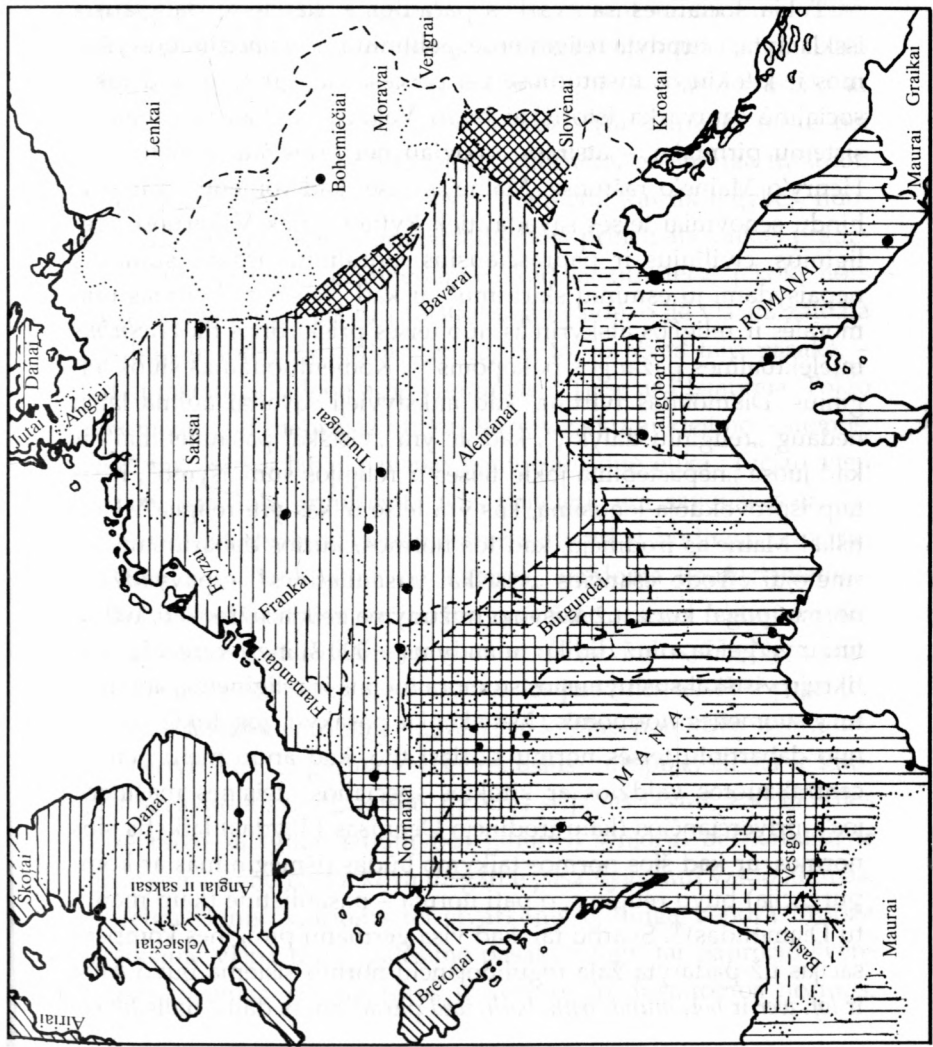 Lenkai
Bohemiečiai
Moravai
Vengrai
Slovėnai
Kroatai
Graikai
Maurai
ROMANAI
Langobardai
Bavarai
Alemanai
Tiuringai
Saksai
Danai
Jutai
Anglai
Fryzai
Frankai
Flamandai
Burgundai
Normanai
ROMANAI
Vestgotai
Baskai
Maurai
Bretonai
Skotai
Danai
Anglai ir saksai
Velsiečiai
Airiai